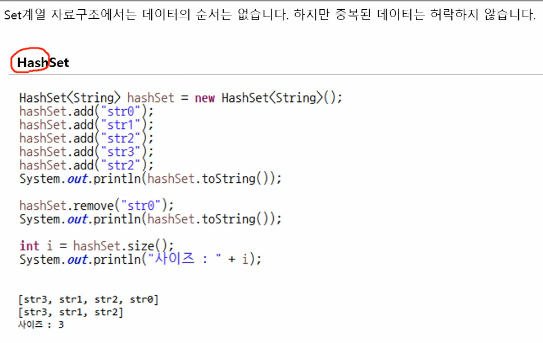 Set계열 자료구조에서는 데이터의 순서는 없습니다. 하지만 중복된 데이터는 허락하지 않습니다.
HashSet
HashSet<String> hashSet = new HashSet<String>();
hashSet.add("str0");
hashSet.add("str1");
hashSet.add("str2");
hashSet.add("str3");
hashSet.add("str2");
System.out.println(hashSet.toString());
hashSet.remove("str0");
System.out.println(hashSet.toString());
int i = hashSet.size();
System.out.println("사이즈 : " + i);
[str3, str1, str2, str0]
[str3, str1, str2]
사이즈 : 3